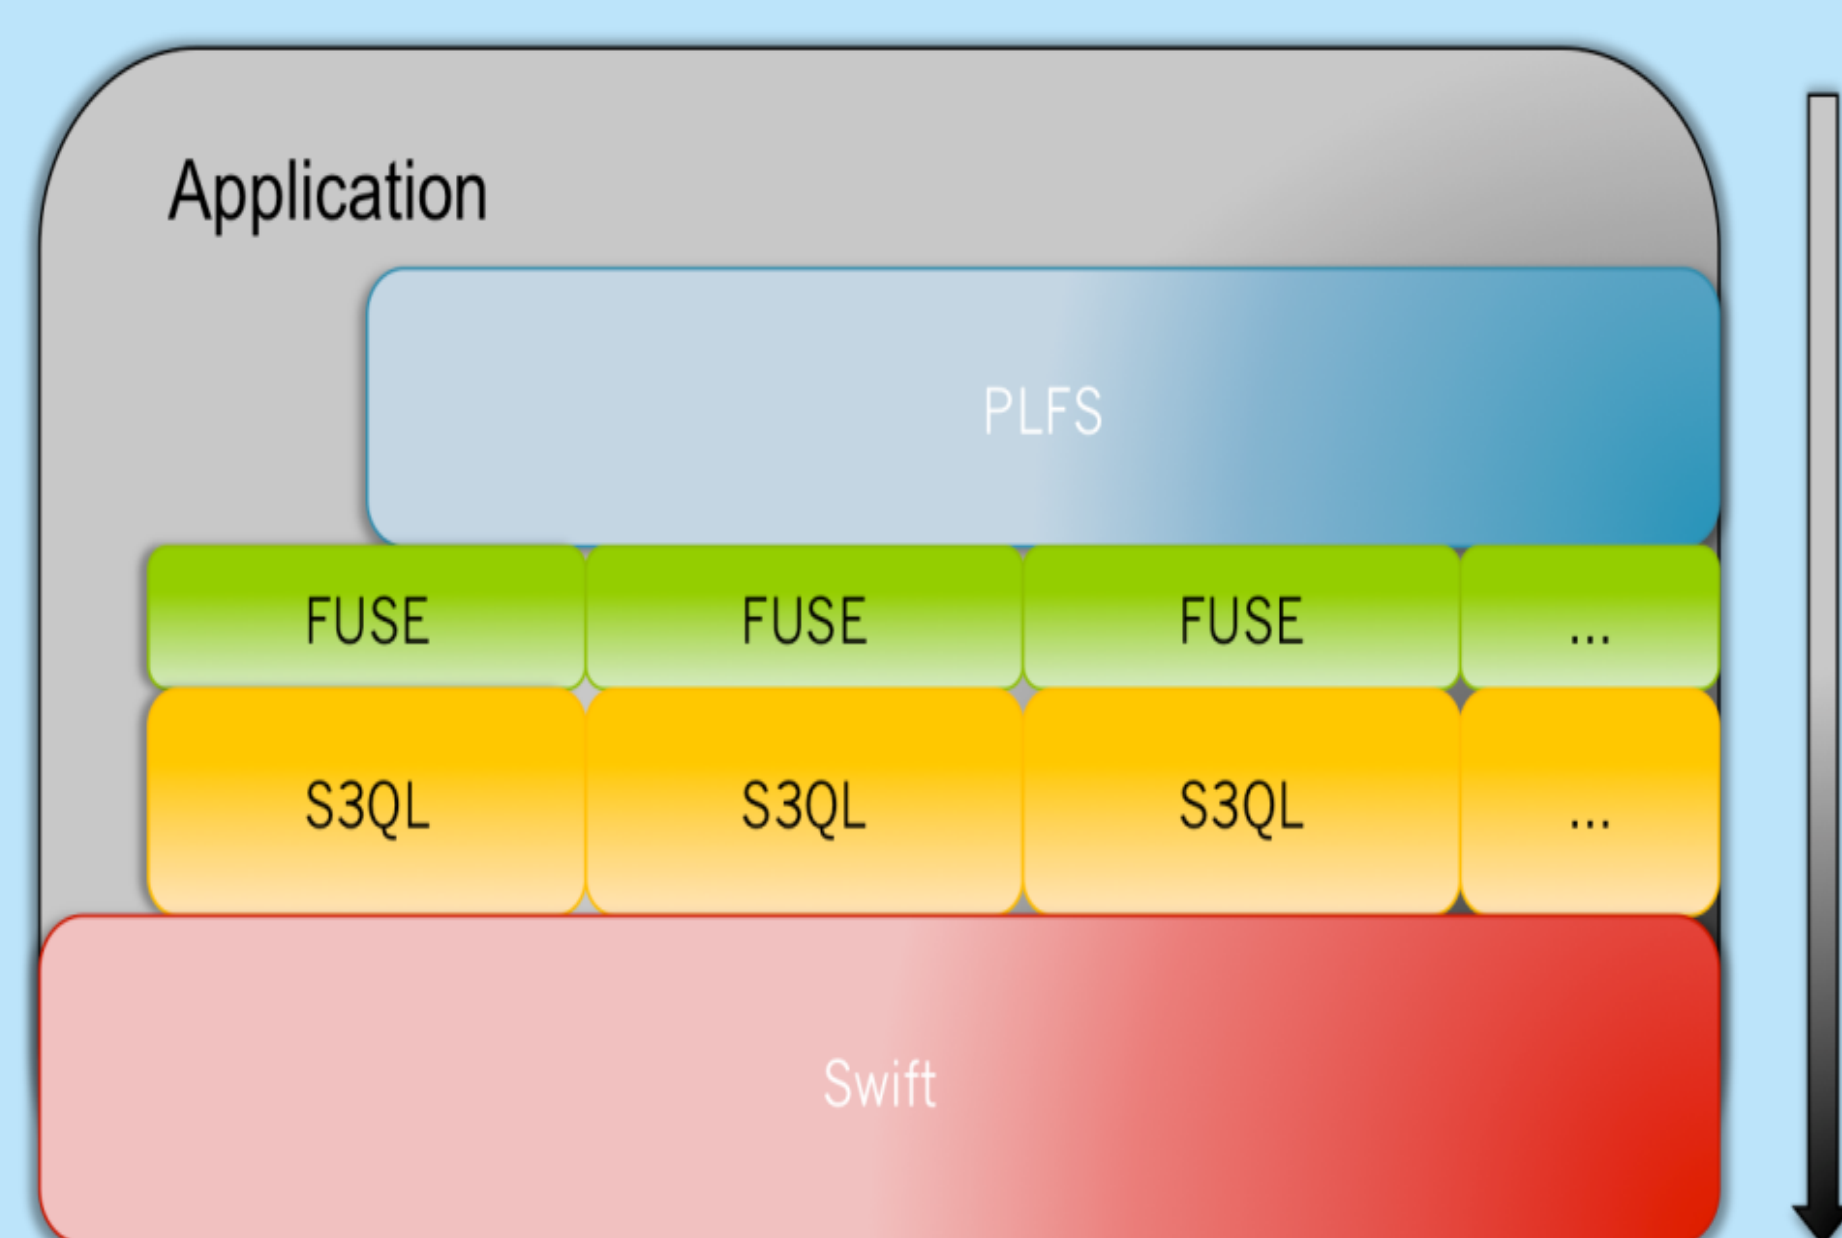 Application
PLFS
FUSE FUSE FUSE ...
S3QL S3QL S3QL ...
Swift